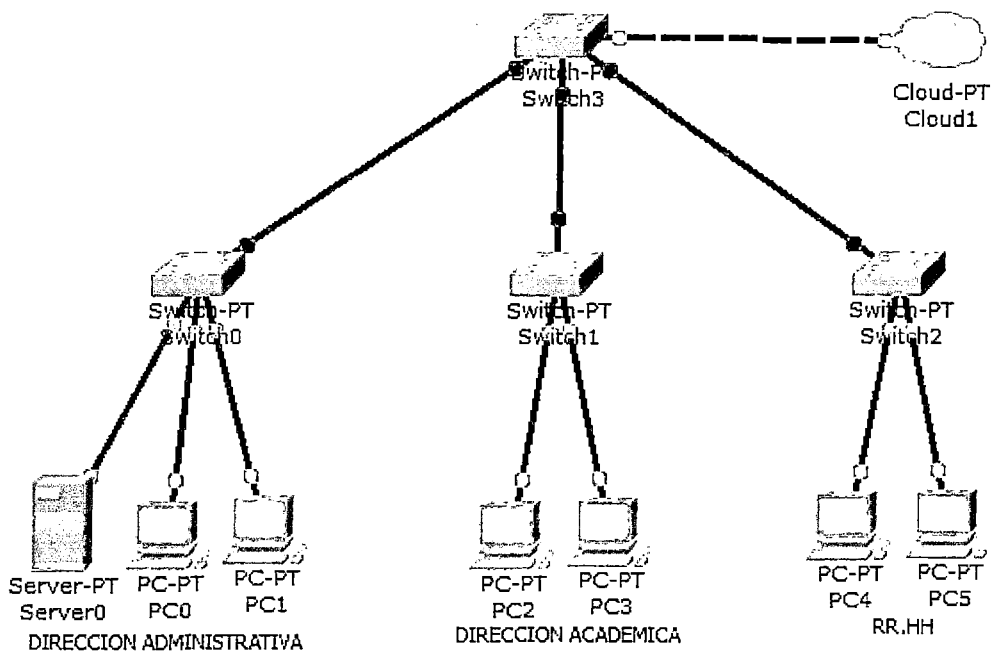 Switch-PT
Switch3
Cloud-PT
Cloud1
Switch-PT
Switch0
Switch-PT
Switch1
Switch-PT
Switch2
Server-PT
Server0
PC-PT
PC0
PC-PT
PC1
PC-PT
PC2
PC-PT
PC3
PC-PT
PC4
PC-PT
PC5
DIRECCION ADMINISTRATIVA
DIRECCION ACADEMICA
RR.HH